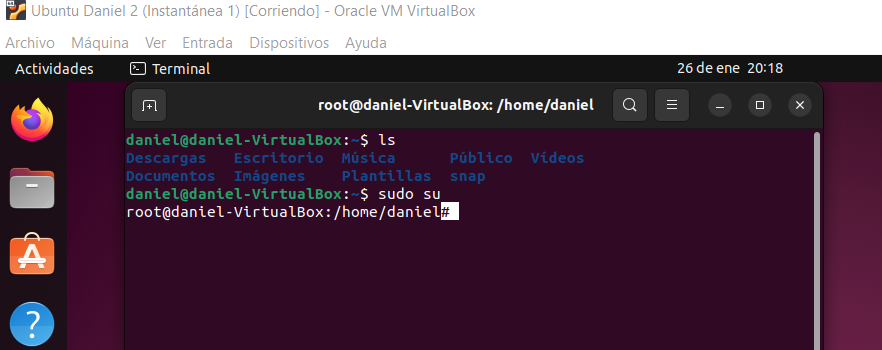 Ubuntu Daniel 2 (Instantánea 1) [Corriendo] - Oracle VM VirtualBox
Archivo Máquina Ver Entrada Dispositivos Ayuda
Actividades Terminal 26 de ene 20:18
root@daniel-VirtualBox: /home/daniel
daniel@daniel-VirtualBox:~$ ls
Descargas Escritorio Música Público Vídeos
Documentos Imágenes Plantillas snap
daniel@daniel-VirtualBox:~$ sudo su
root@daniel-VirtualBox:/home/daniel#